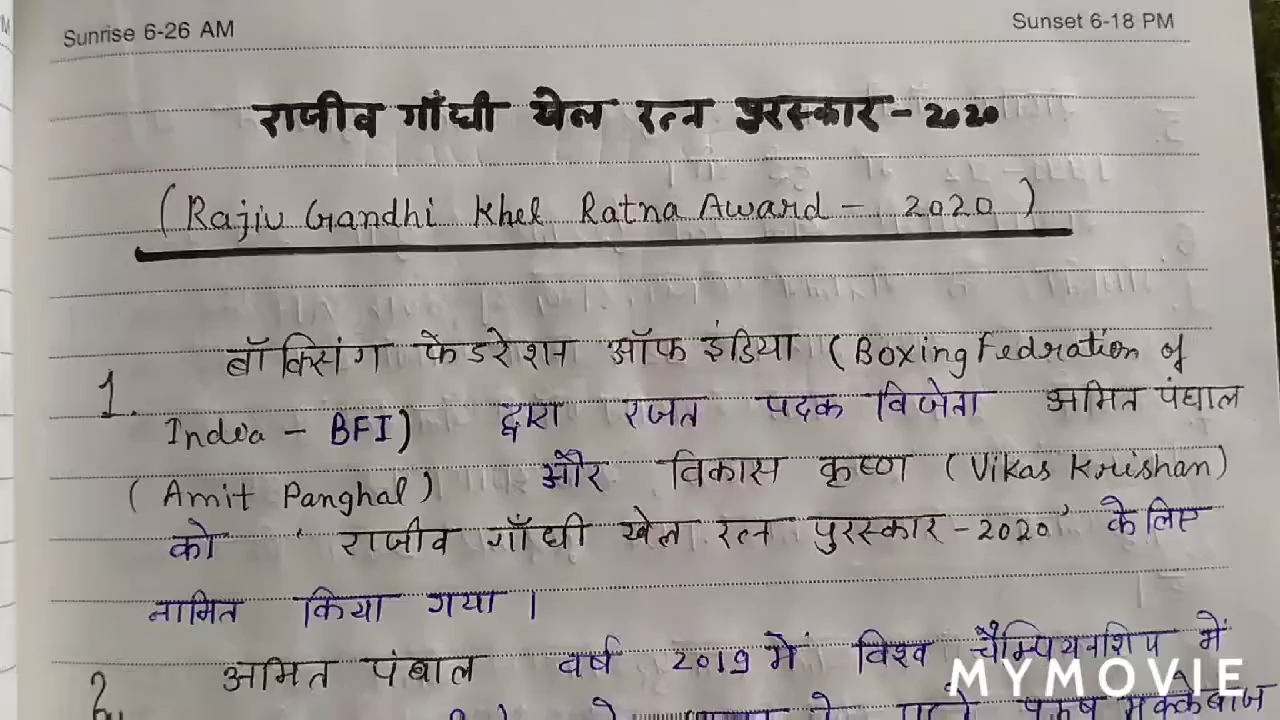 Sunrise 6-26 AM
Sunset 6-18 PM
राजीव गाँधी खेल रत्न पुरस्कार - 2020
(Rajiv Gandhi Khel Ratna Award - 2020)
1. बॉक्सिंग फेडरेशन ऑफ इंडिया (Boxing Federation of
India - BFI) द्वारा रजत पदक विजेता अमित पंघाल
(Amit Panghal) और विकास कृष्ण (Vikas Krishan)
को 'राजीव गाँधी खेल रत्न पुरस्कार - 2020' के लिए
नामित किया गया ।
2. अमित पंघाल वर्ष 2019 में विश्व चैम्पियनशिप में
पुरुष मुक्केबाज
MYMOVIE